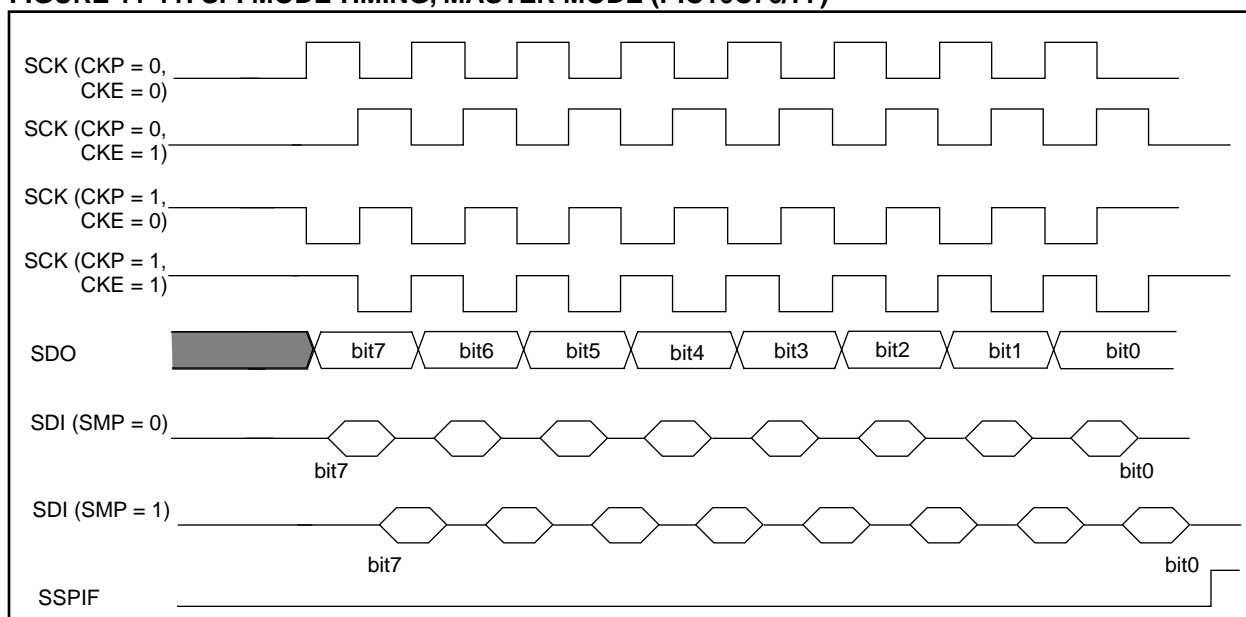 SCK (CKP = 0,
CKE = 0)
SCK (CKP = 0,
CKE = 1)
SCK (CKP = 1,
CKE = 0)
SCK (CKP = 1,
CKE = 1)
SDO bit7 bit6 bit5 bit4 bit3 bit2 bit1 bit0
SDI (SMP = 0)
bit7 bit0
SDI (SMP = 1)
bit7 bit0
SSPIF